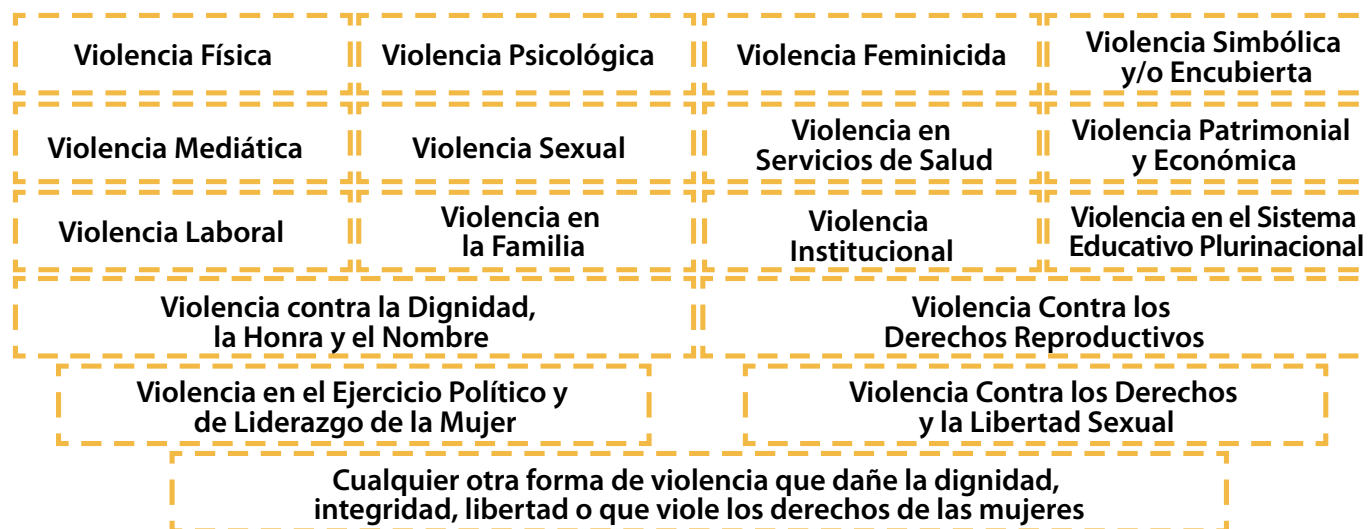 Violencia Física
Violencia Psicológica
Violencia Feminicida
Violencia Simbólica
y/o Encubierta
Violencia Mediática
Violencia Sexual
Violencia en
Servicios de Salud
Violencia Patrimonial
y Económica
Violencia Laboral
Violencia en
la Familia
Violencia
Institucional
Violencia en el Sistema
Educativo Plurinacional
Violencia contra la Dignidad,
la Honra y el Nombre
Violencia Contra los
Derechos Reproductivos
Violencia en el Ejercicio Político y
de Liderazgo de la Mujer
Violencia Contra los Derechos
y la Libertad Sexual
Cualquier otra forma de violencia que dañe la dignidad,
integridad, libertad o que viole los derechos de las mujeres